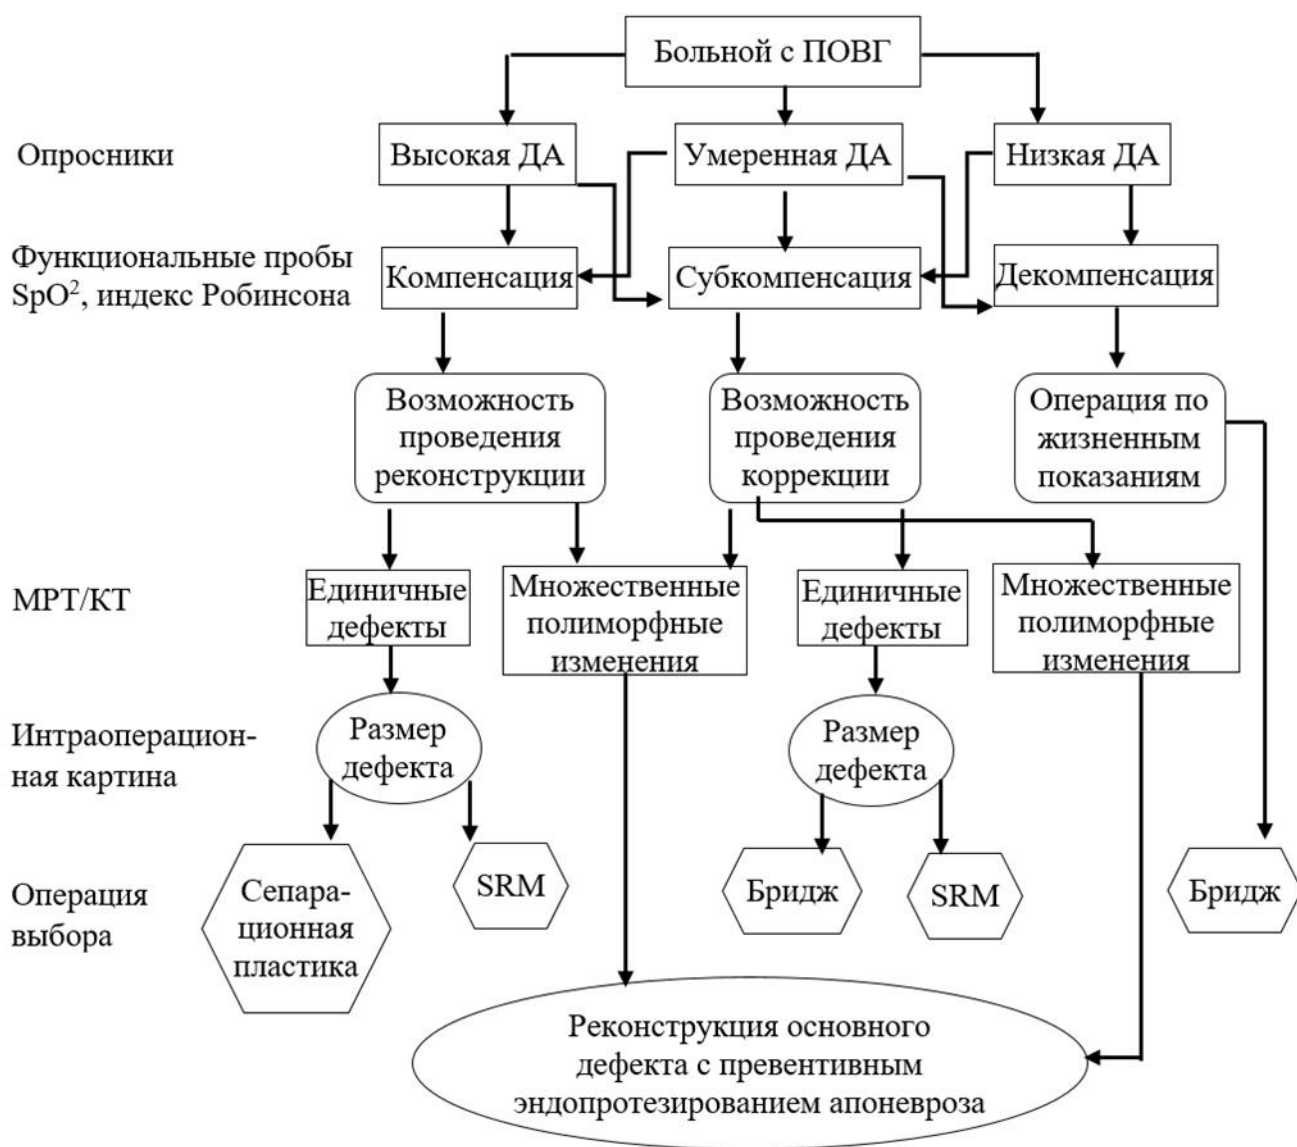 Больной с ПОВГ
Опросники
Высокая ДА
Умеренная ДА
Низкая ДА
Функциональные пробы
SpO², индекс Робинсона
Компенсация
Субкомпенсация
Декомпенсация
Возможность
проведения
реконструкции
Возможность
проведения
коррекции
Операция по
жизненным
показаниям
МРТ/КТ
Единичные
дефекты
Множественные
полиморфные
изменения
Единичные
дефекты
Множественные
полиморфные
изменения
Интраоперацион-
ная картина
Размер
дефекта
Размер
дефекта
Операция
выбора
Сепара-
ционная
пластика
SRM
Бридж
SRM
Бридж
Реконструкция основного
дефекта с превентивным
эндопротезированием апоневроза